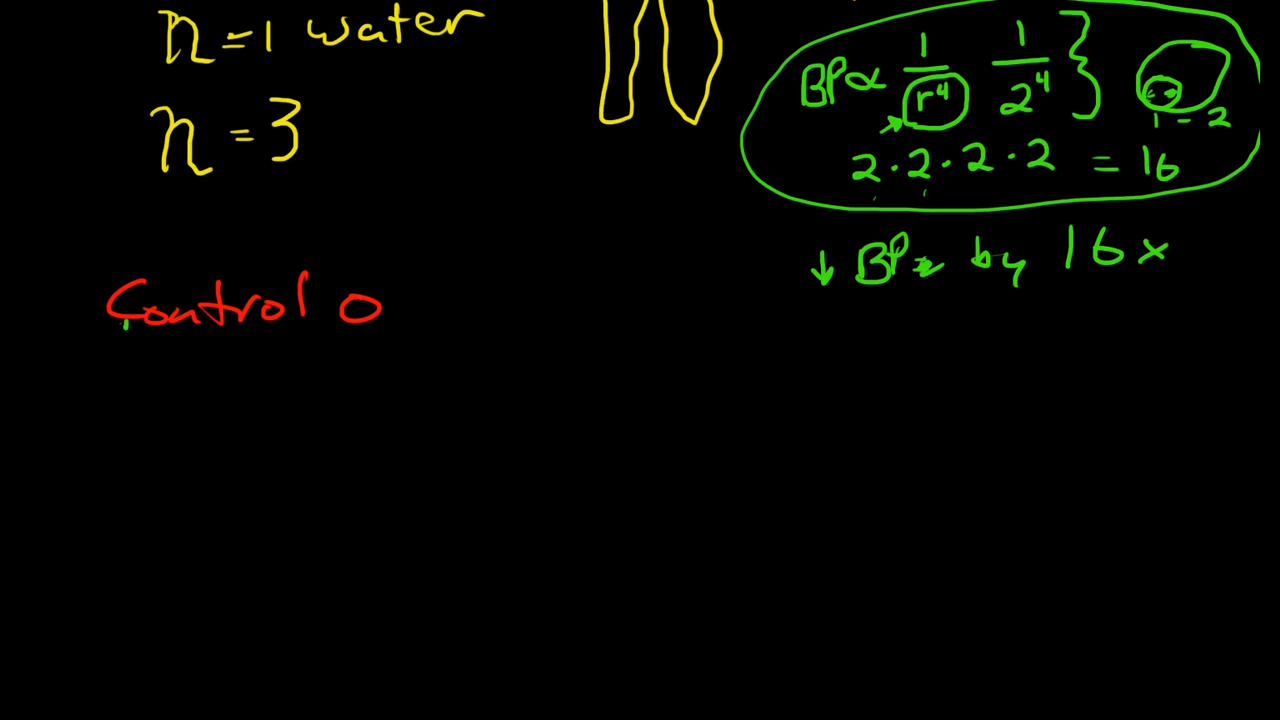 η = 1 water
η = 3
BP ∝ 1/r⁴ 1/2⁴ }
1 - 2
2 · 2 · 2 · 2 = 16
↓ BP by 16x
Control o